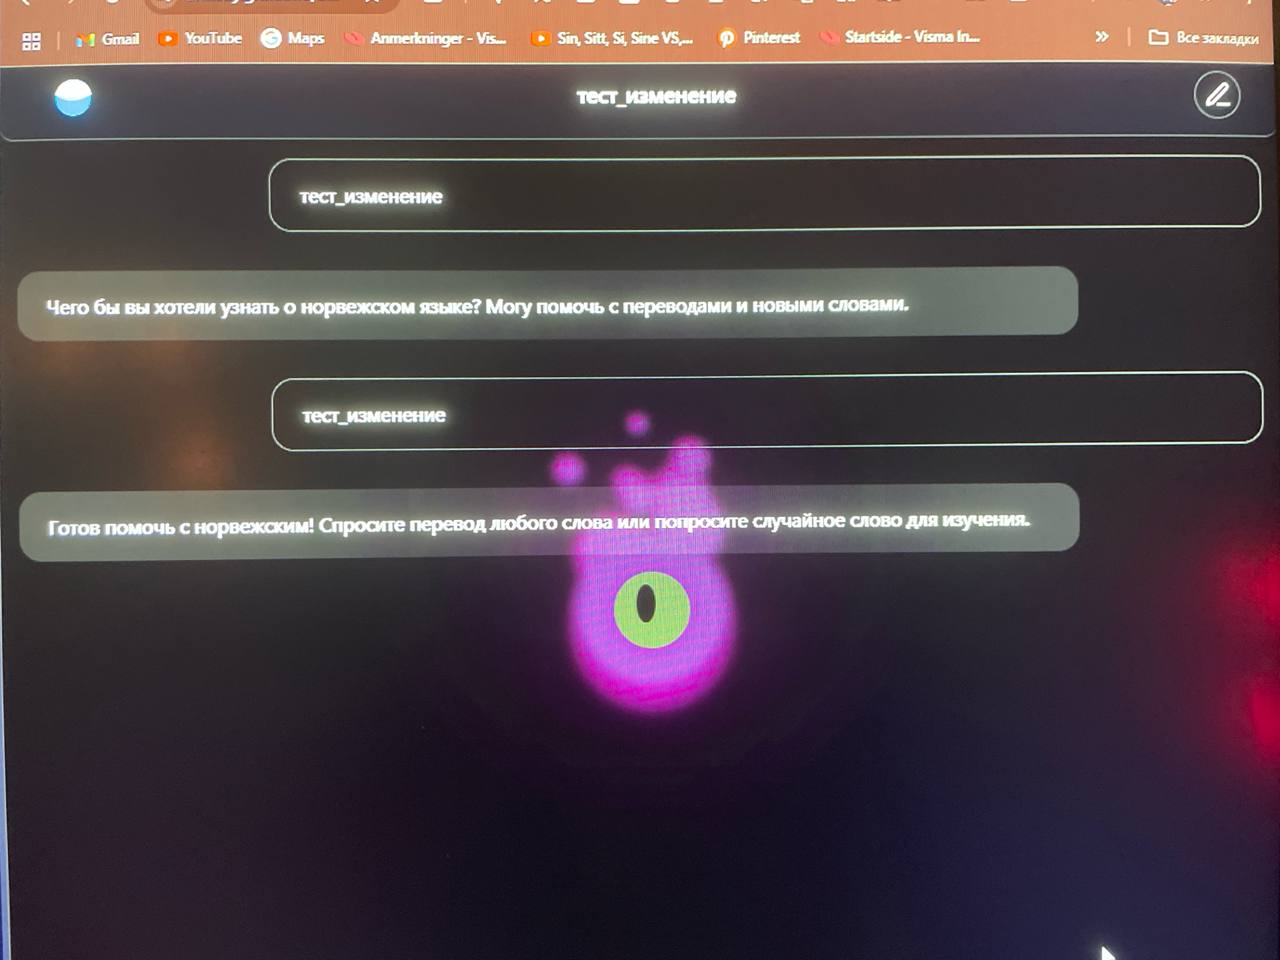 Gmail
YouTube
Maps
Anmerkninger - Vis...
Sin, Sitt, Si, Sine VS,...
Pinterest
Startside - Visma In...
Все закладки
тест_изменение
тест_изменение
Чего бы вы хотели узнать о норвежском языке? Могу помочь с переводами и новыми словами.
тест_изменение
Готов помочь с норвежским! Спросите перевод любого слова или попросите случайное слово для изучения.